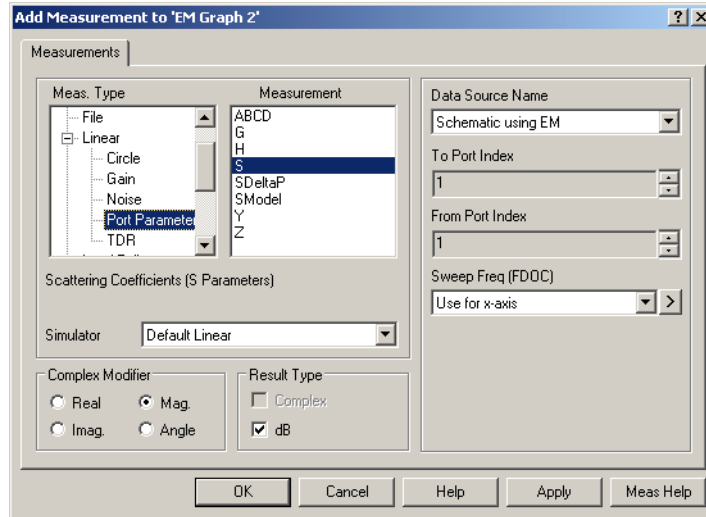 Add Measurement to 'EM Graph 2'
Measurements
Meas. Type
File
Linear
Circle
Gain
Noise
Port Parameter
TDR
Measurement
ABCD
G
H
S
SDeltaP
SModel
Y
Z
Scattering Coefficients (S Parameters)
Simulator
Default Linear
Complex Modifier
Real
Mag.
Imag.
Angle
Result Type
Complex
dB
Data Source Name
Schematic using EM
To Port Index
1
From Port Index
1
Sweep Freq (FDOC)
Use for x-axis
>
OK
Cancel
Help
Apply
Meas Help